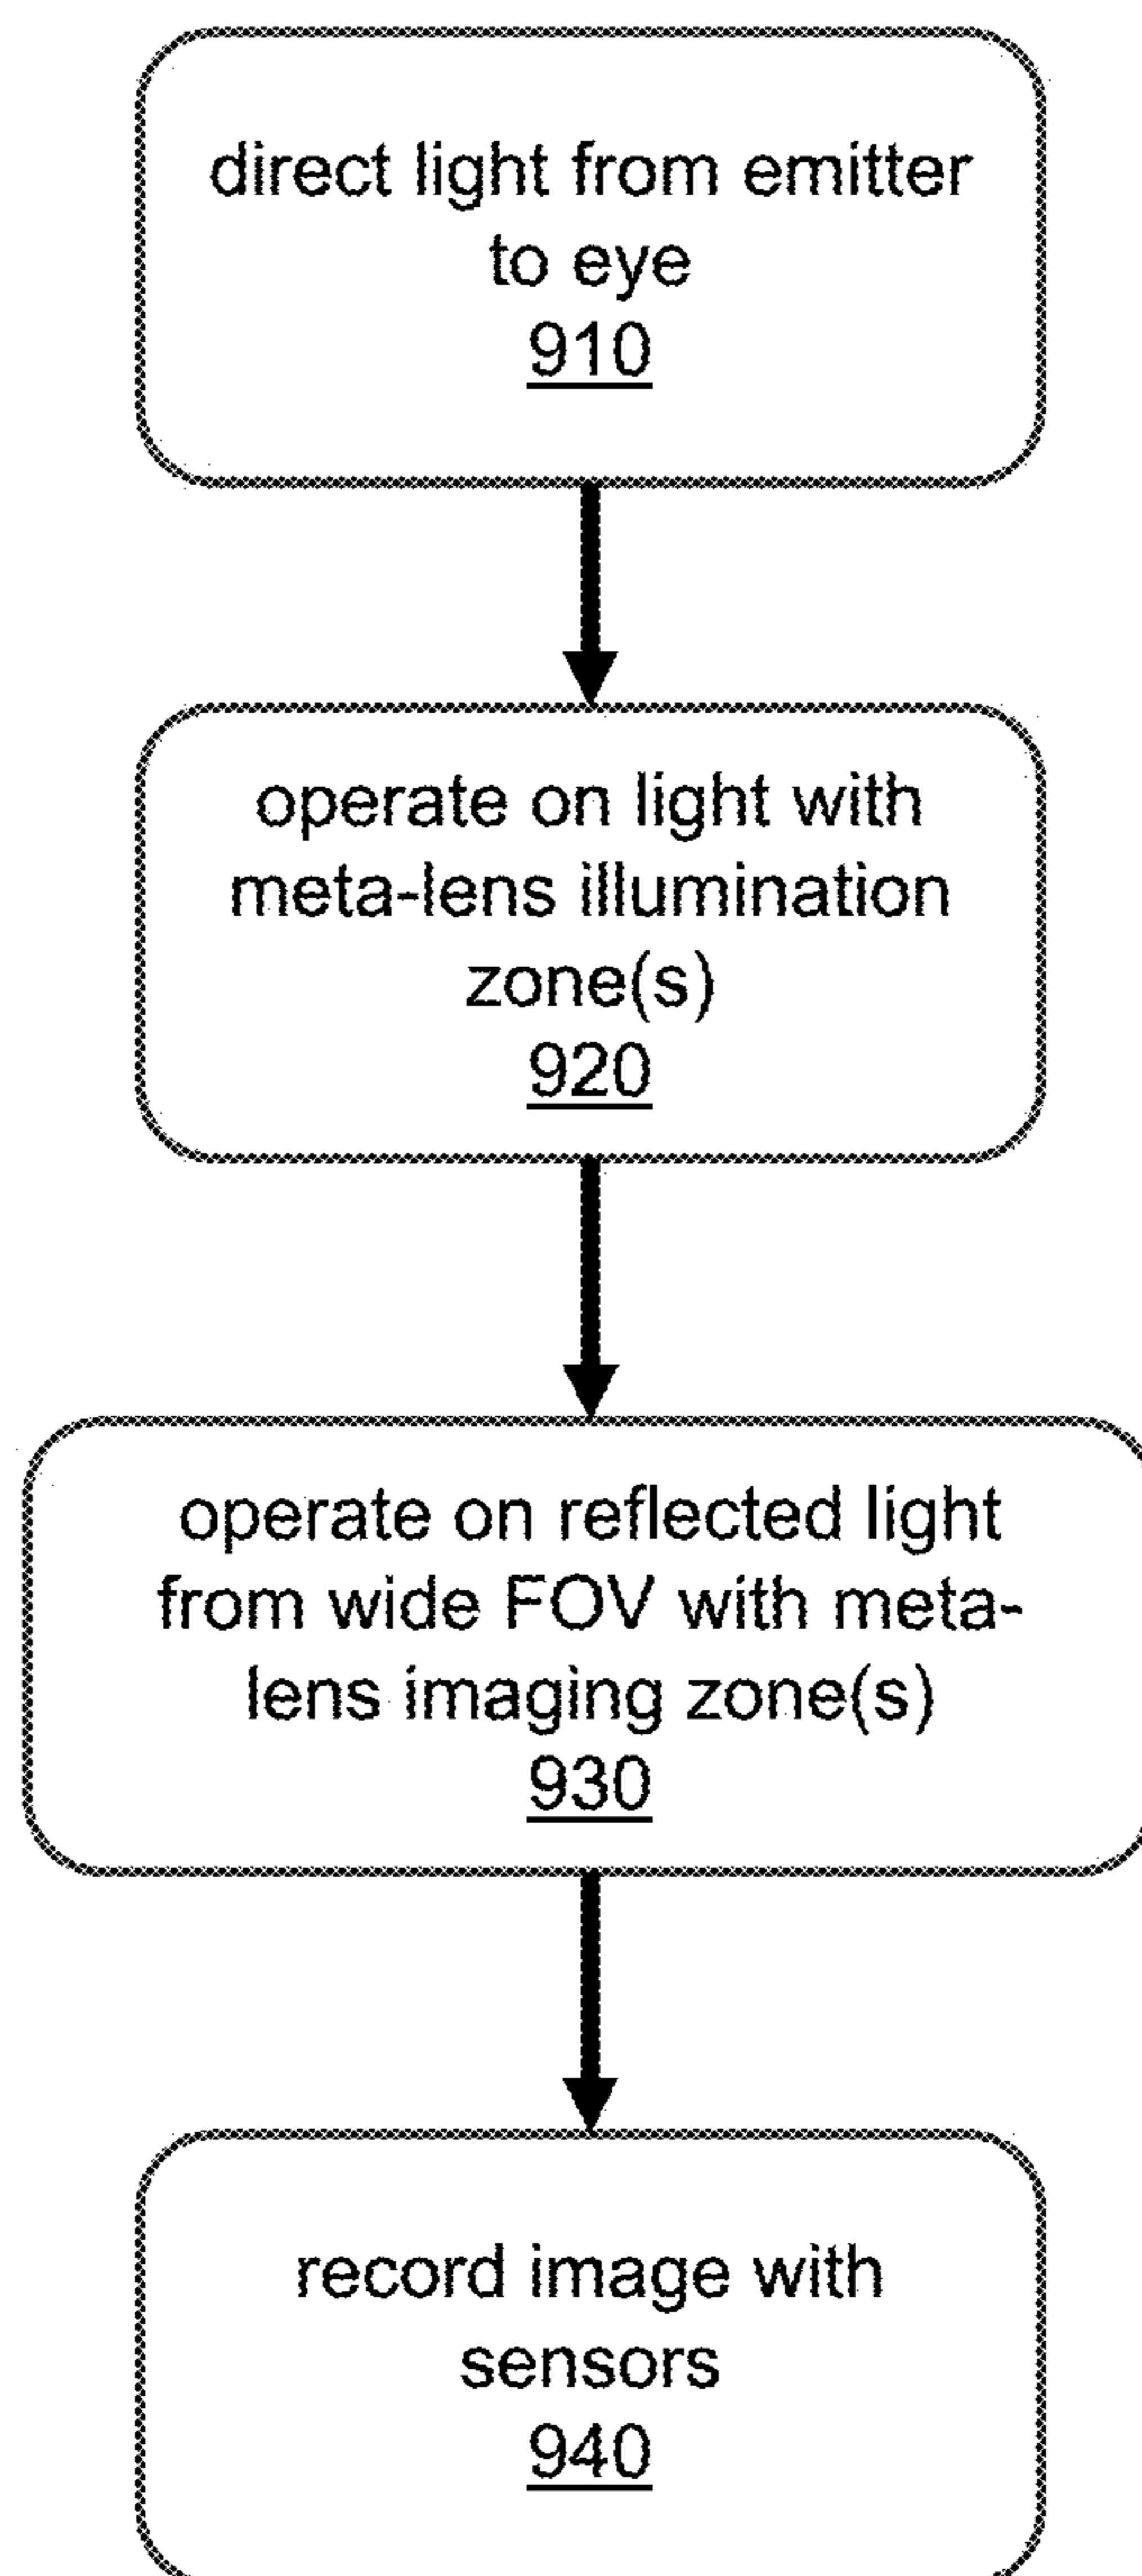 direct light from emitter
to eye
910
operate on light with
meta-lens illumination
zone(s)
920
operate on reflected light
from wide FOV with meta-
lens imaging zone(s)
930
record image with
sensors
940